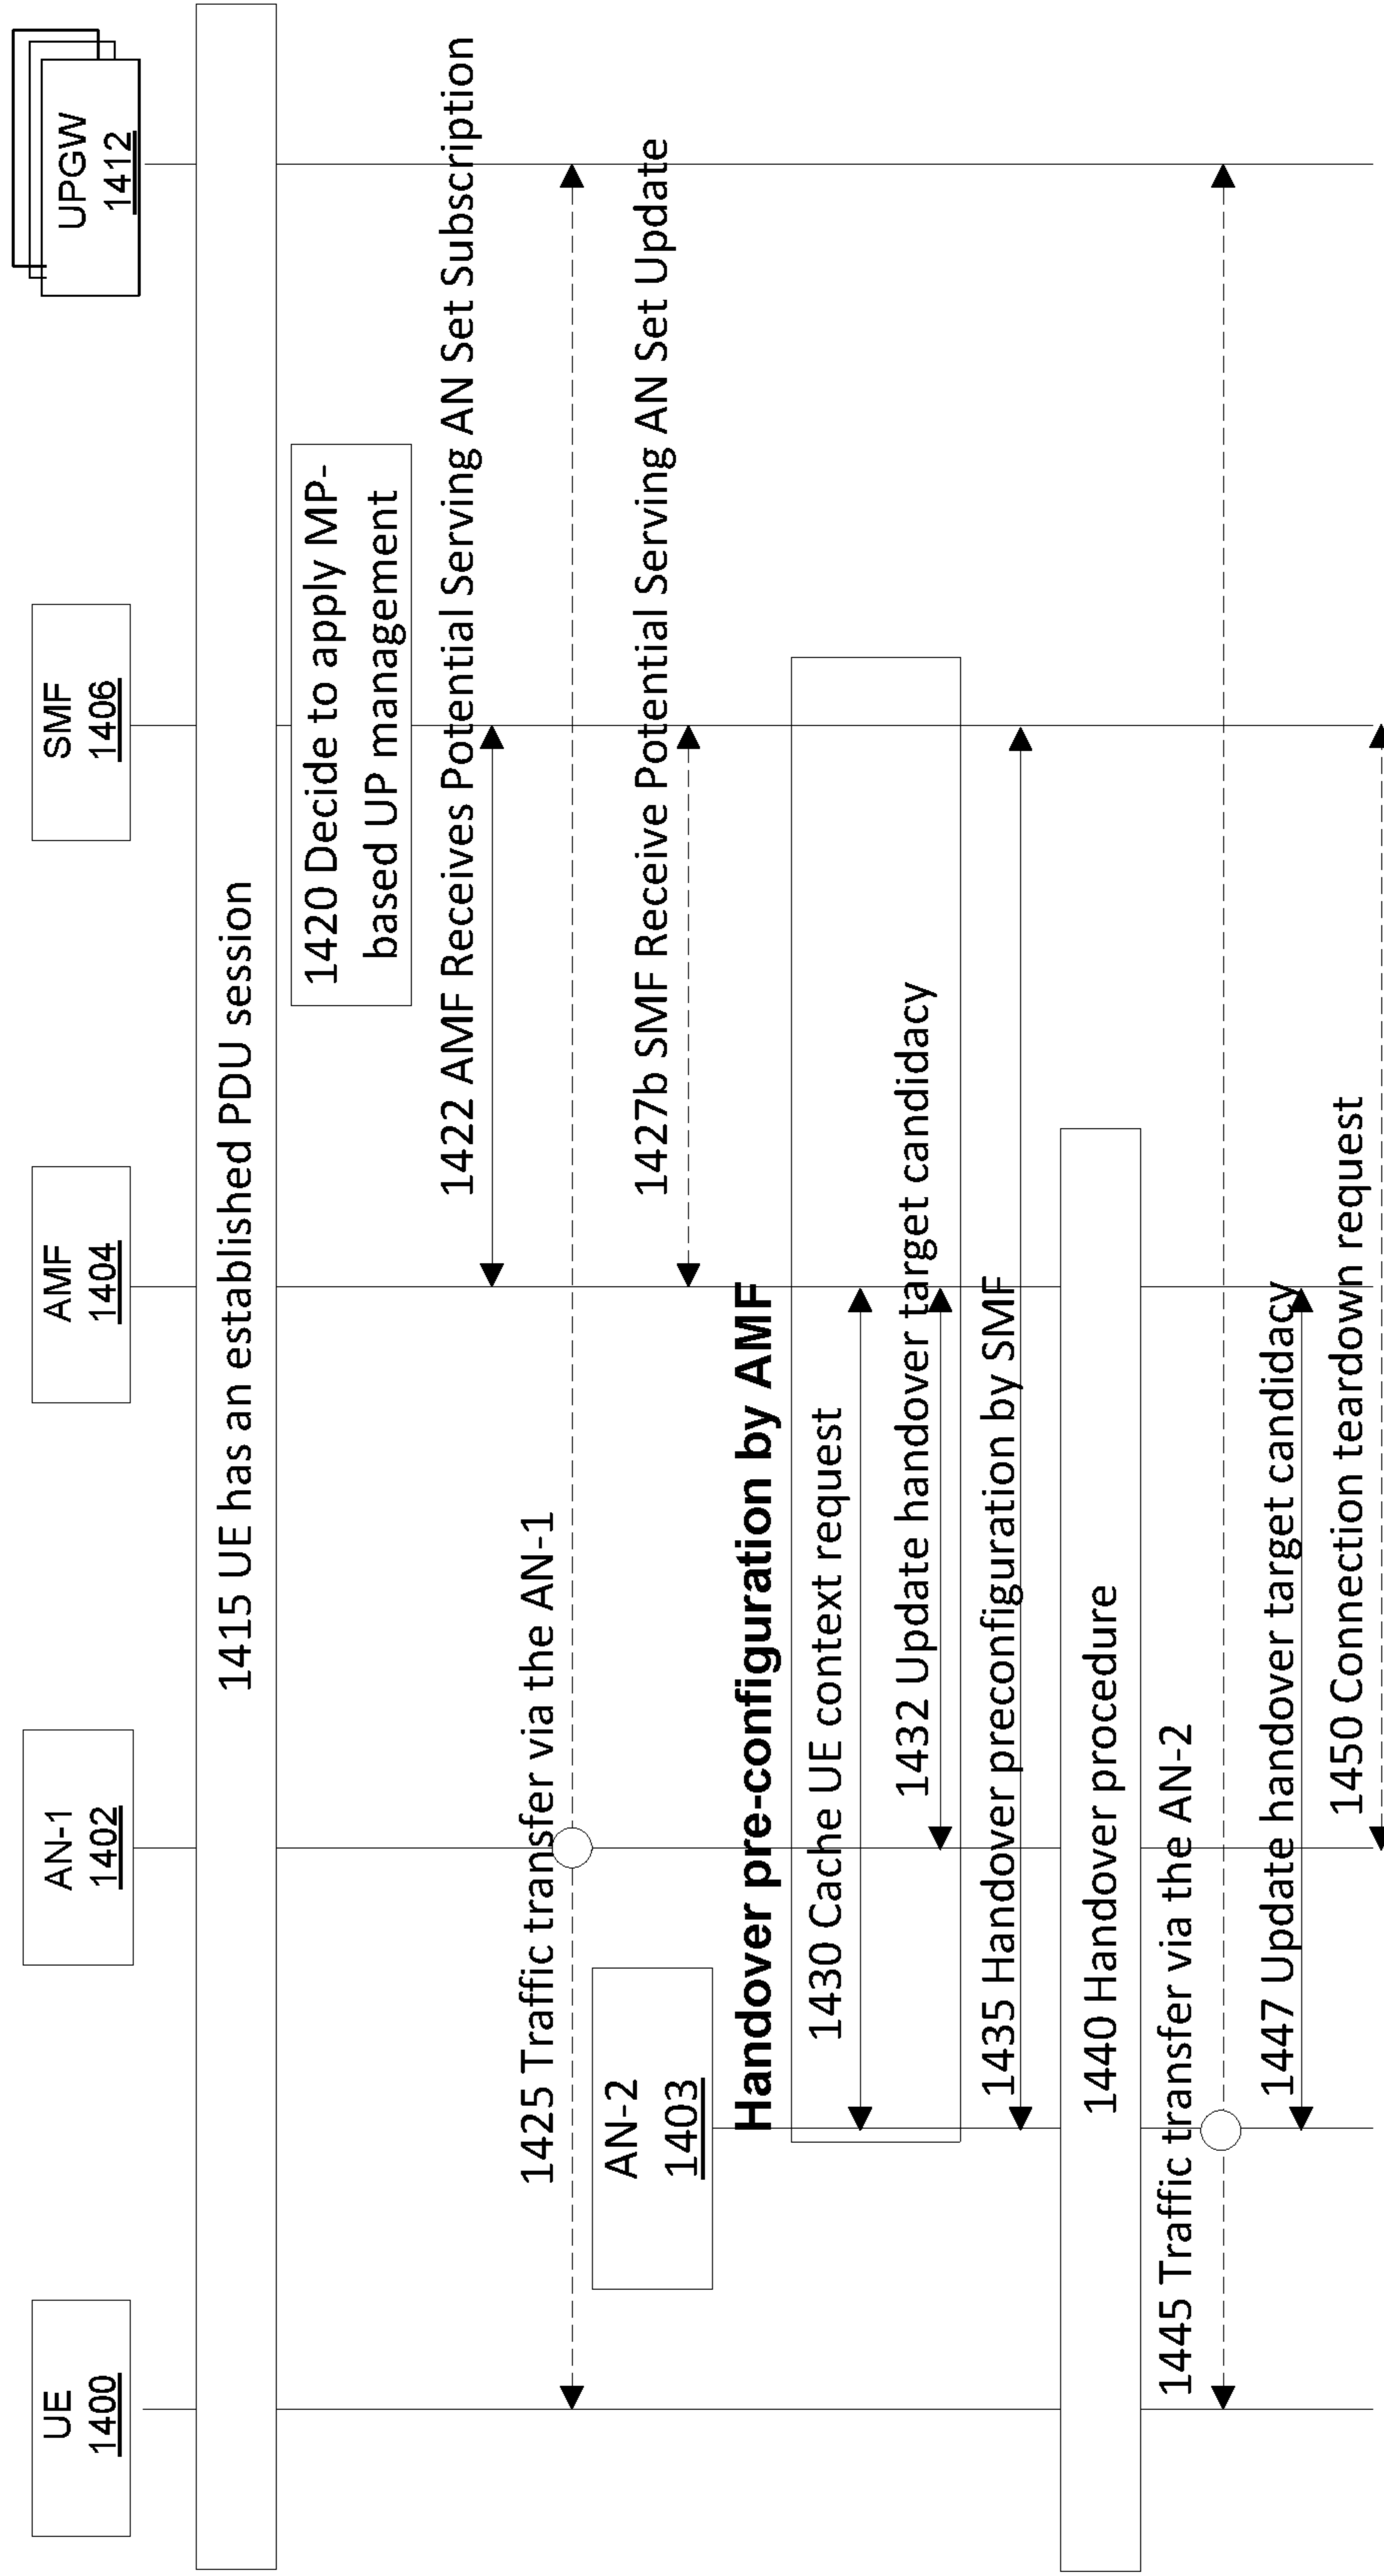 UE
1400
AN-1
1402
AMF
1404
SMF
1406
UPGW
1412
1415 UE has an established PDU session
1420 Decide to apply MP-
based UP management
1422 AMF Receives Potential Serving AN Set Subscription
1425 Traffic transfer via the AN-1
AN-2
1403
1427b SMF Receive Potential Serving AN Set Update
Handover pre-configuration by AMF
1430 Cache UE context request
1432 Update handover target candidacy
1435 Handover preconfiguration by SMF
1440 Handover procedure
1445 Traffic transfer via the AN-2
1447 Update handover target candidacy
1450 Connection teardown request